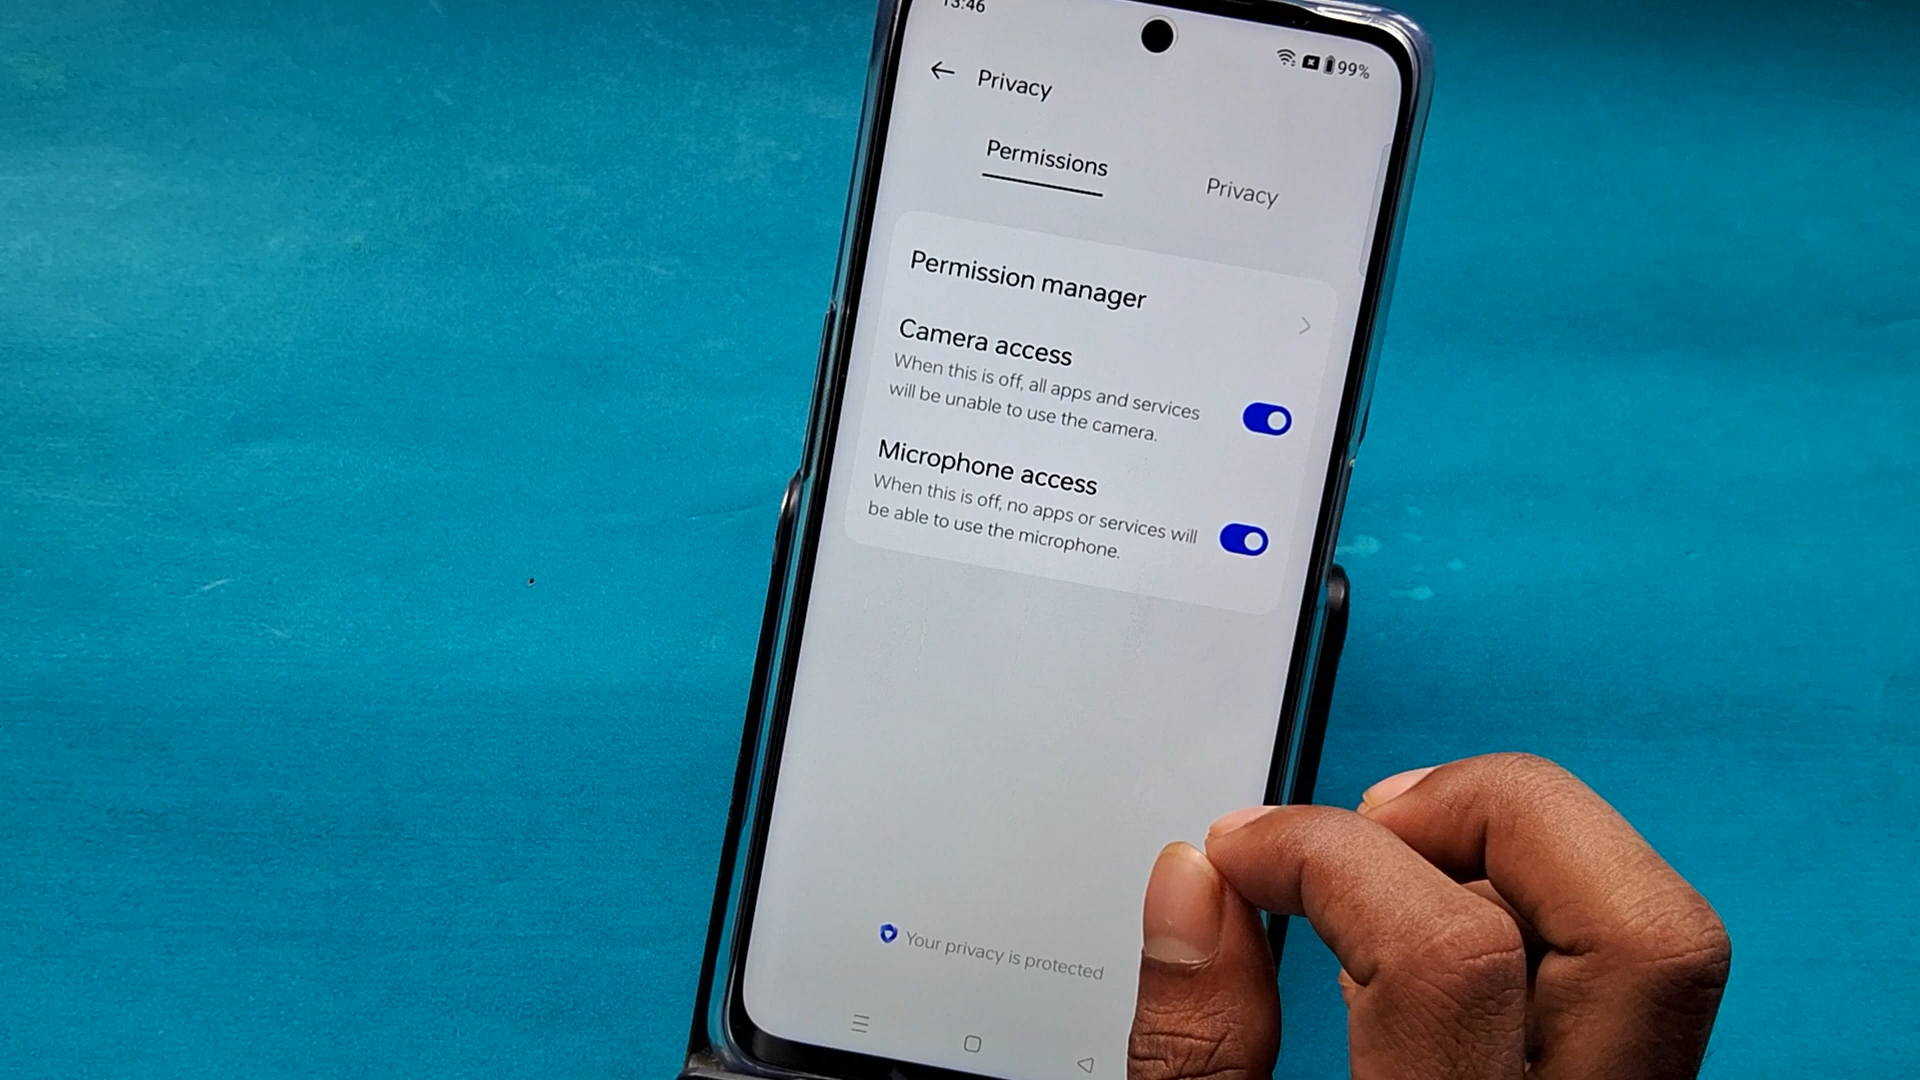 13:46
99%
Privacy
Permissions
Privacy
Permission manager
Camera access
When this is off, all apps and services
will be unable to use the camera.
Microphone access
When this is off, no apps or services will
be able to use the microphone.
Your privacy is protected